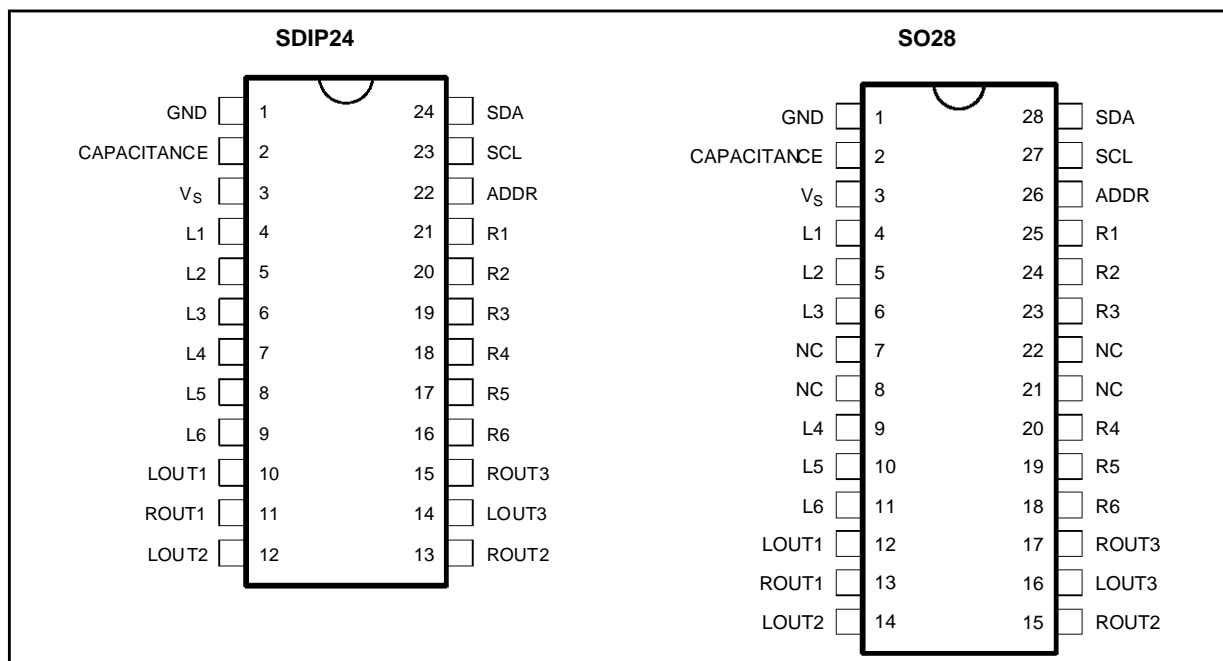 SDIP24
GND 1 24 SDA
CAPACITANCE 2 23 SCL
VS 3 22 ADDR
L1 4 21 R1
L2 5 20 R2
L3 6 19 R3
L4 7 18 R4
L5 8 17 R5
L6 9 16 R6
LOUT1 10 15 ROUT3
ROUT1 11 14 LOUT3
LOUT2 12 13 ROUT2
SO28
GND 1 28 SDA
CAPACITANCE 2 27 SCL
VS 3 26 ADDR
L1 4 25 R1
L2 5 24 R2
L3 6 23 R3
NC 7 22 NC
NC 8 21 NC
L4 9 20 R4
L5 10 19 R5
L6 11 18 R6
LOUT1 12 17 ROUT3
ROUT1 13 16 LOUT3
LOUT2 14 15 ROUT2